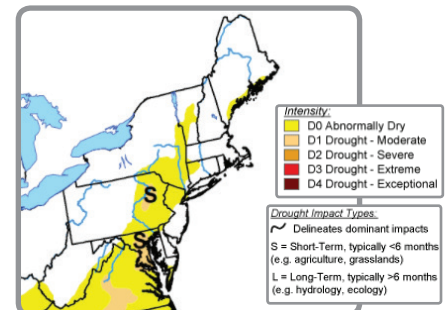 S
S
Intensity:
D0 Abnormally Dry
D1 Drought - Moderate
D2 Drought - Severe
D3 Drought - Extreme
D4 Drought - Exceptional
Drought Impact Types:
Delineates dominant impacts
S = Short-Term, typically <6 months
(e.g. agriculture, grasslands)
L = Long-Term, typically >6 months
(e.g. hydrology, ecology)